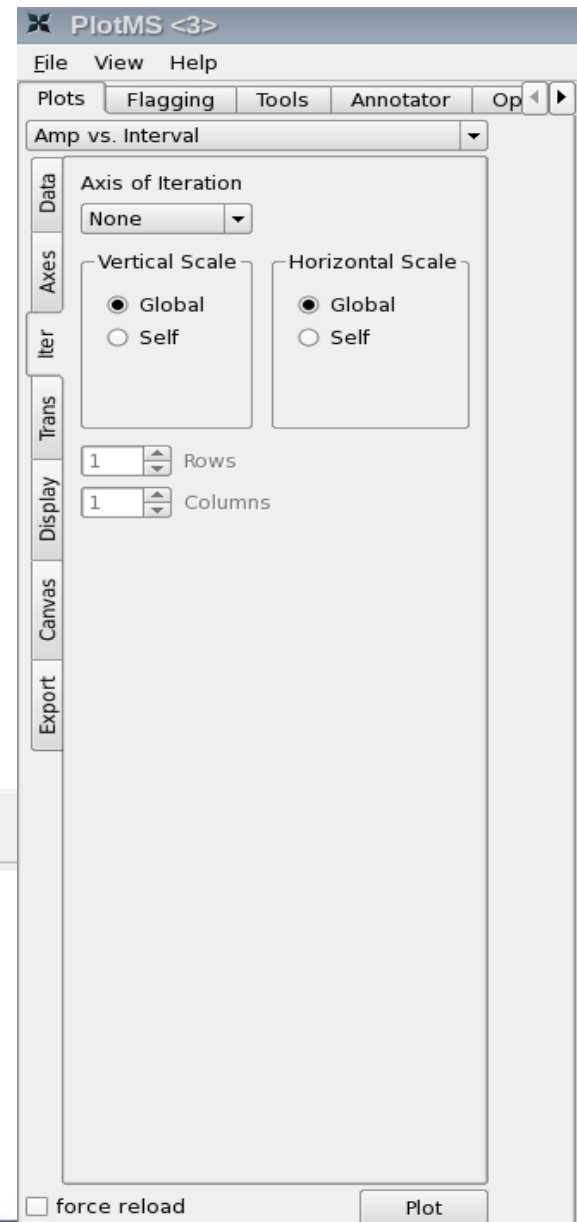 PlotMS <3>
File View Help
Plots Flagging Tools Annotator Op
Amp vs. Interval
Data
Axes
Iter
Trans
Display
Canvas
Export
Axis of Iteration
None
Vertical Scale
Global
Self
Horizontal Scale
Global
Self
1 Rows
1 Columns
force reload
Plot